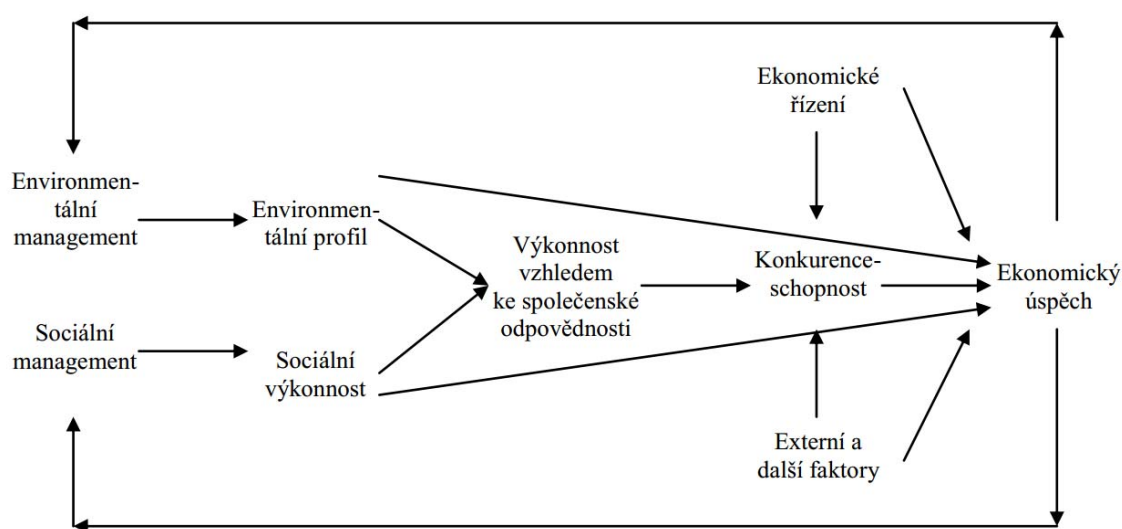 Ekonomické
řízení
Environmen-
tální
management
Environmen-
tální profil
Výkonnost
vzhledem
ke společenské
odpovědnosti
Konkurence-
schopnost
Ekonomický
úspěch
Sociální
management
Sociální
výkonnost
Externí a
další faktory